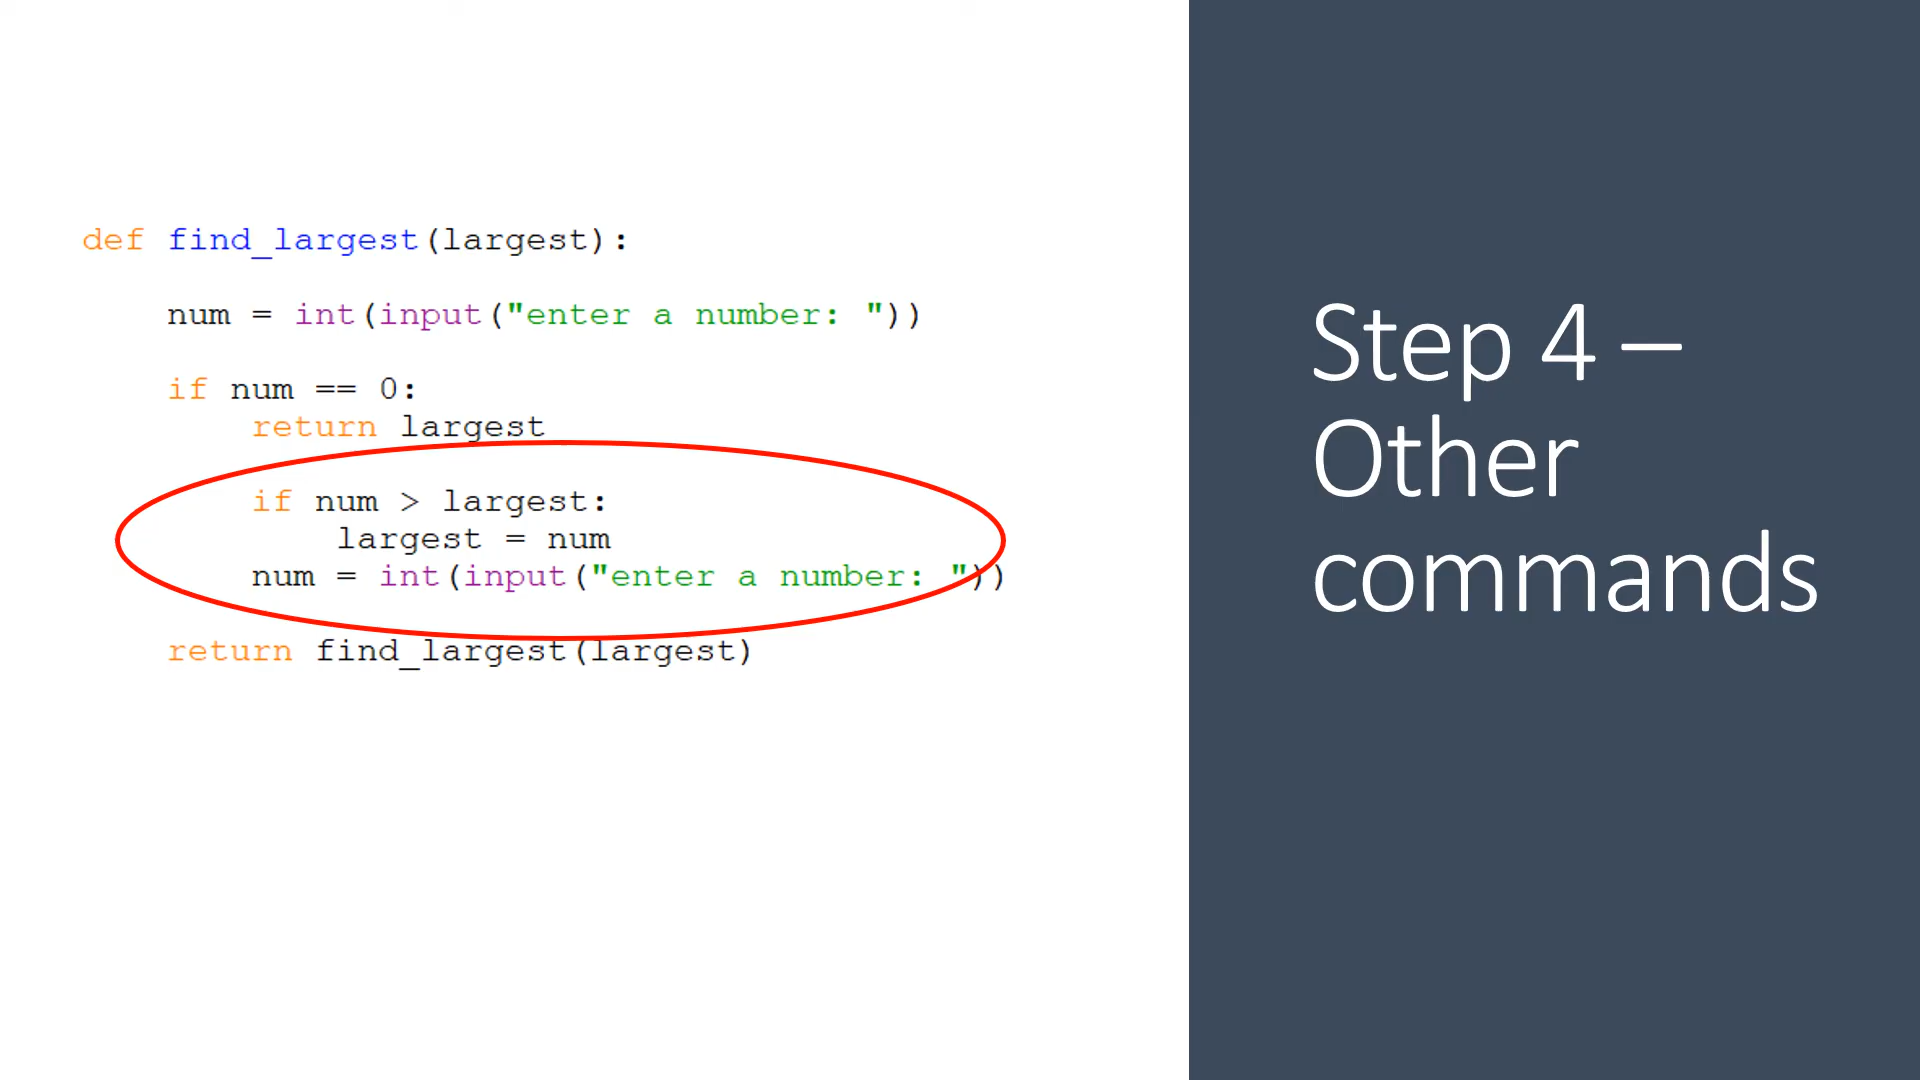 def find_largest(largest):
num = int(input("enter a number: "))
if num == 0:
return largest
if num > largest:
largest = num
num = int(input("enter a number: "))
return find_largest(largest)
Step 4 –
Other
commands